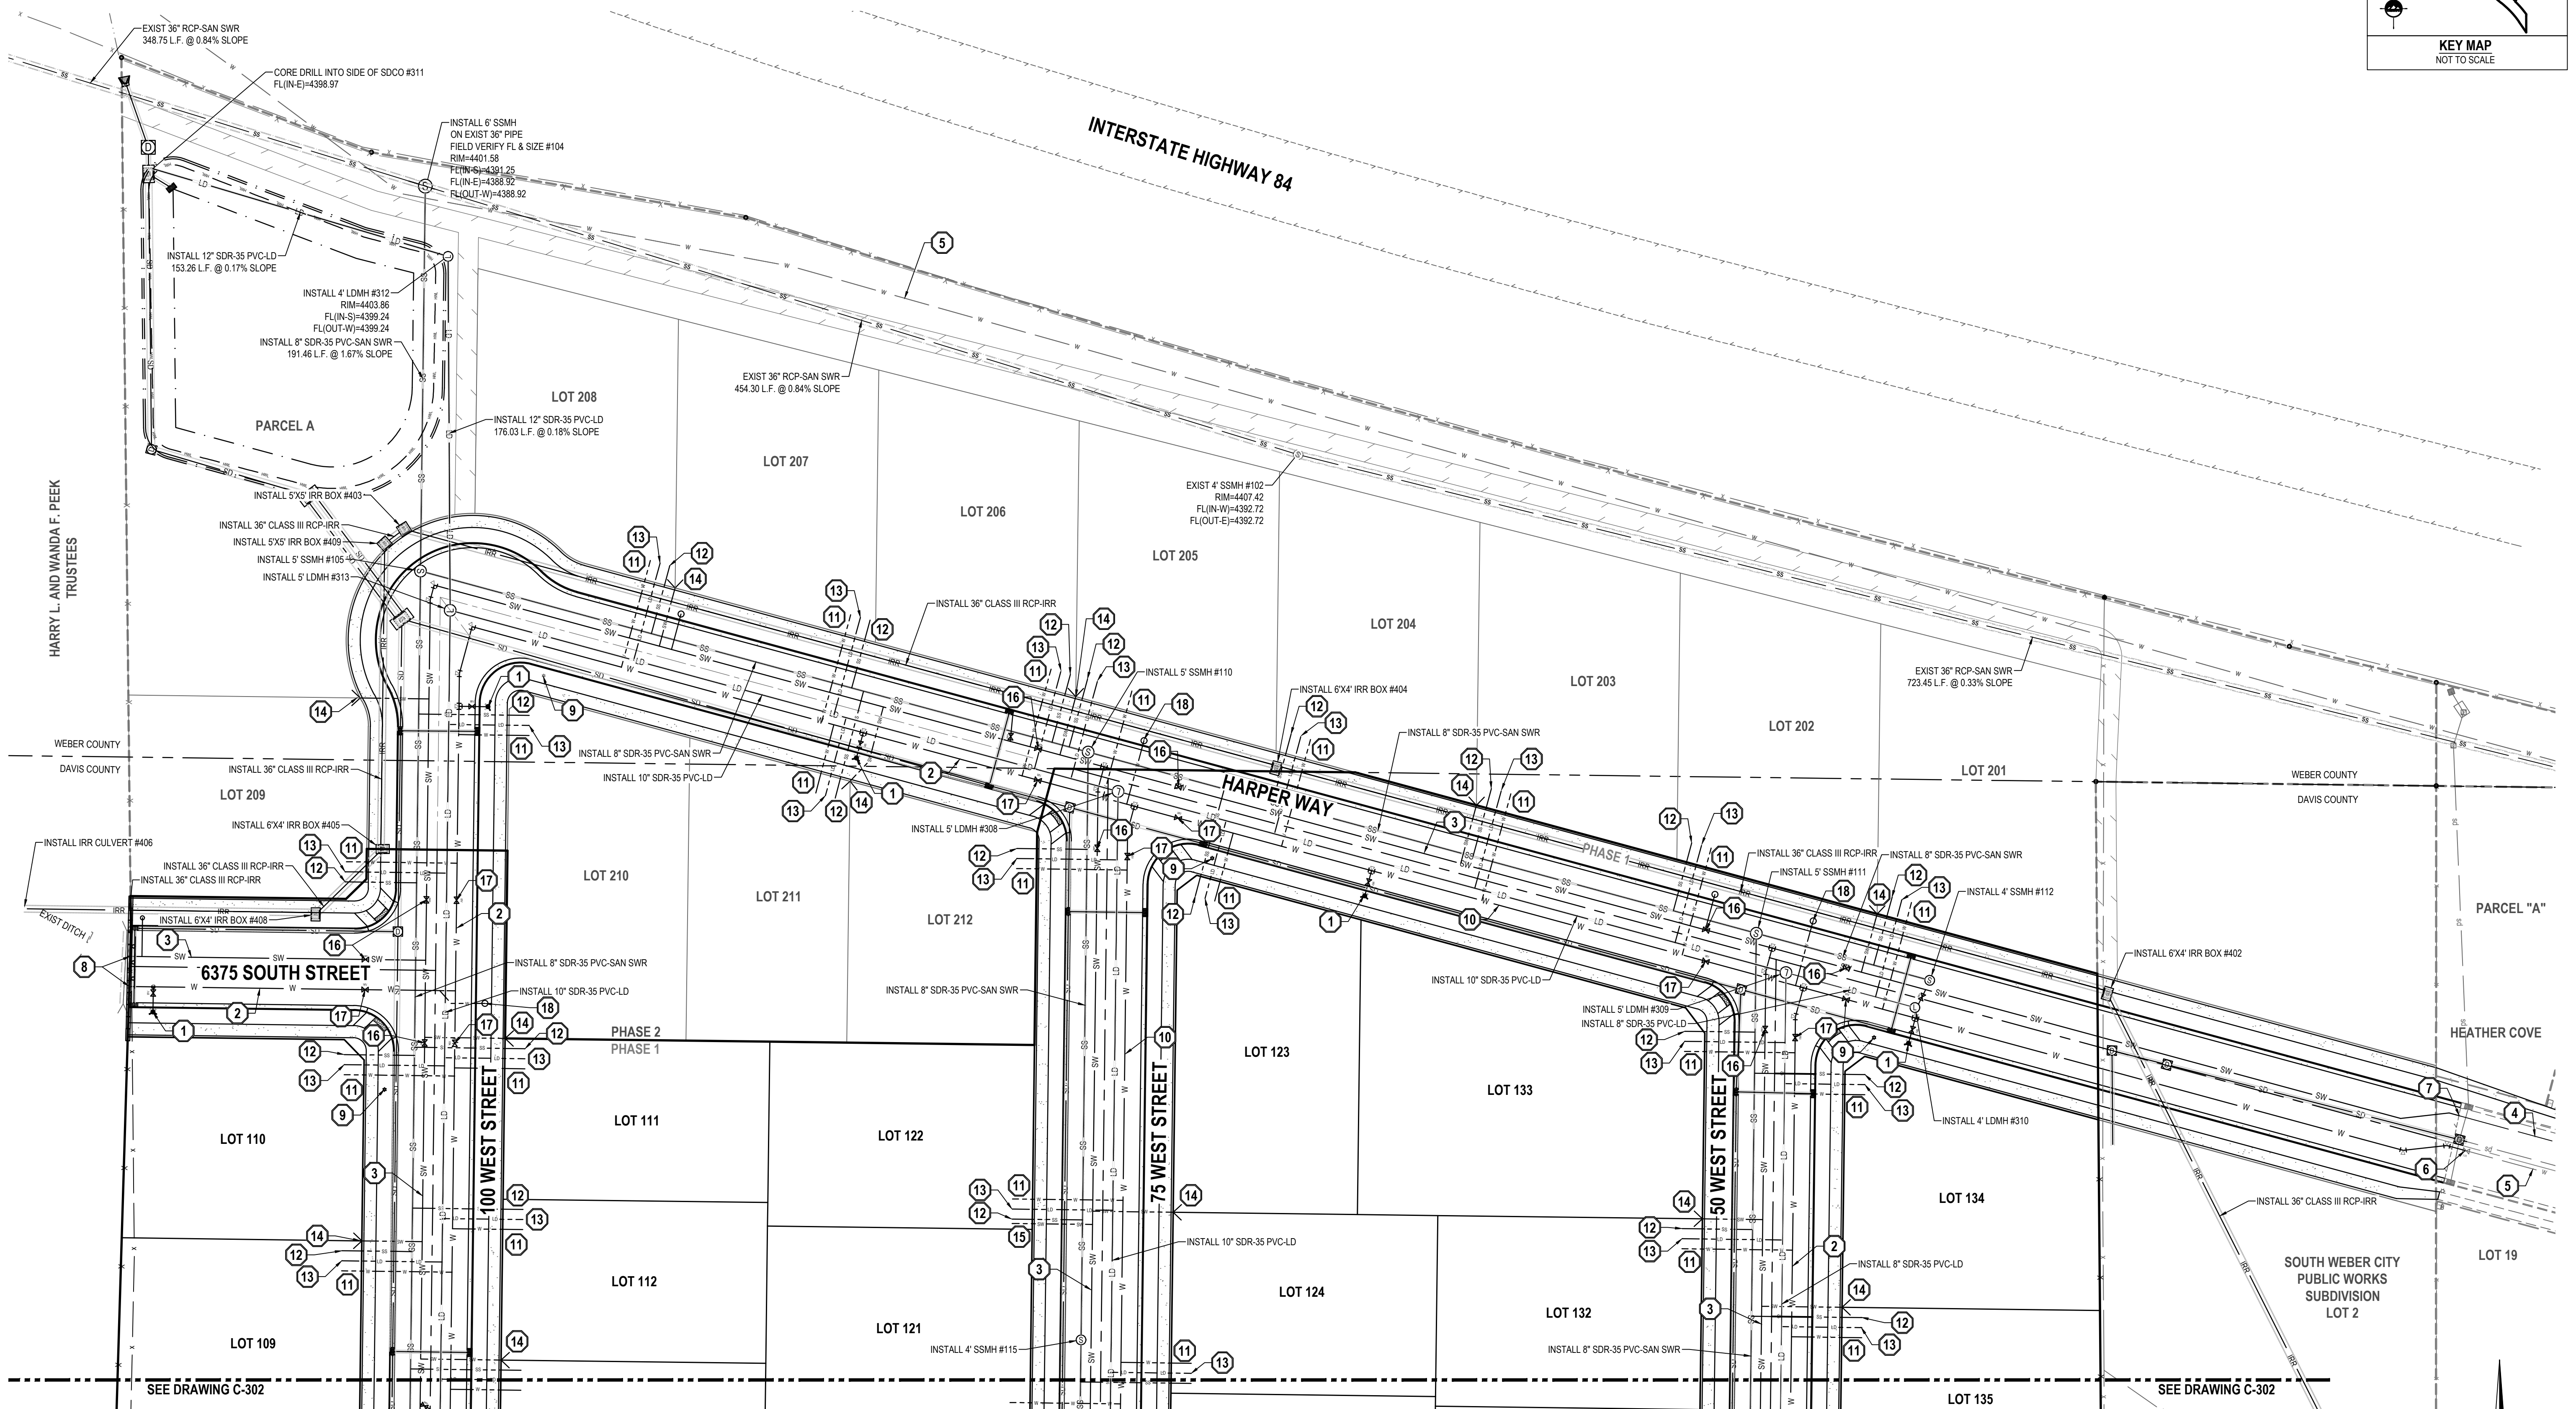 KEY MAP
NOT TO SCALE
EXIST 36" RCP-SAN SWR
348.75 L.F. @ 0.84% SLOPE
CORE DRILL INTO SIDE OF SDCO #311
FL(IN-E)=4398.97
INSTALL 6' SSMH
ON EXIST 36" PIPE
FIELD VERIFY FL & SIZE #104
RIM=4401.58
FL(IN-S)=4391.25
FL(IN-E)=4388.92
FL(OUT-W)=4388.92
INTERSTATE HIGHWAY 84
5
INSTALL 12" SDR-35 PVC-LD
153.26 L.F. @ 0.17% SLOPE
INSTALL 4' LDMH #312
RIM=4403.86
FL(IN-S)=4399.24
FL(OUT-W)=4399.24
INSTALL 8" SDR-35 PVC-SAN SWR
191.46 L.F. @ 1.67% SLOPE
EXIST 36" RCP-SAN SWR
454.30 L.F. @ 0.84% SLOPE
LOT 208
INSTALL 12" SDR-35 PVC-LD
176.03 L.F. @ 0.18% SLOPE
PARCEL A
LOT 207
LOT 206
LOT 205
LOT 204
LOT 203
LOT 202
LOT 201
EXIST 4' SSMH #102
RIM=4407.42
FL(IN-W)=4392.72
FL(OUT-E)=4392.72
HARRY L. AND WANDA F. PEEK
TRUSTEES
INSTALL 5'X5' IRR BOX #403
INSTALL 36" CLASS III RCP-IRR
INSTALL 5'X5' IRR BOX #409
INSTALL 5' SSMH #105
INSTALL 5' LDMH #313
INSTALL 36" CLASS III RCP-IRR
INSTALL 5' SSMH #110
INSTALL 6'X4' IRR BOX #404
INSTALL 8" SDR-35 PVC-SAN SWR
EXIST 36" RCP-SAN SWR
723.45 L.F. @ 0.33% SLOPE
WEBER COUNTY
DAVIS COUNTY
WEBER COUNTY
DAVIS COUNTY
INSTALL 8" SDR-35 PVC-SAN SWR
INSTALL 10" SDR-35 PVC-LD
INSTALL 36" CLASS III RCP-IRR
LOT 209
INSTALL 6'X4' IRR BOX #405
INSTALL IRR CULVERT #406
INSTALL 36" CLASS III RCP-IRR
INSTALL 36" CLASS III RCP-IRR
INSTALL 6'X4' IRR BOX #408
EXIST DITCH
HARPER WAY
PHASE 1
INSTALL 5' LDMH #308
INSTALL 36" CLASS III RCP-IRR
INSTALL 8" SDR-35 PVC-SAN SWR
INSTALL 5' SSMH #111
INSTALL 4' SSMH #112
LOT 210
LOT 211
LOT 212
PARCEL "A"
6375 SOUTH STREET
INSTALL 8" SDR-35 PVC-SAN SWR
INSTALL 10" SDR-35 PVC-LD
INSTALL 8" SDR-35 PVC-SAN SWR
INSTALL 10" SDR-35 PVC-LD
INSTALL 6'X4' IRR BOX #402
INSTALL 5' LDMH #309
INSTALL 8" SDR-35 PVC-LD
PHASE 2
PHASE 1
HEATHER COVE
LOT 123
LOT 133
INSTALL 4' LDMH #310
LOT 110
LOT 111
LOT 122
LOT 134
100 WEST STREET
75 WEST STREET
50 WEST STREET
INSTALL 36" CLASS III RCP-IRR
INSTALL 10" SDR-35 PVC-LD
INSTALL 8" SDR-35 PVC-LD
LOT 19
SOUTH WEBER CITY
PUBLIC WORKS
SUBDIVISION
LOT 2
LOT 112
LOT 124
LOT 132
LOT 109
LOT 121
INSTALL 4' SSMH #115
INSTALL 8" SDR-35 PVC-SAN SWR
SEE DRAWING C-302
SEE DRAWING C-302
LOT 135